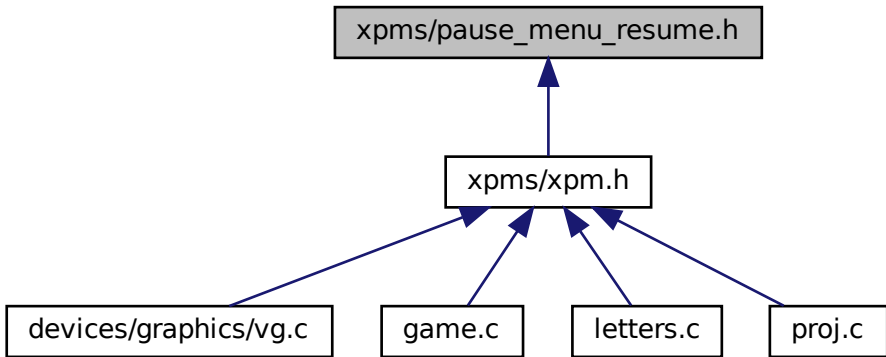 xpms/pause_menu_resume.h
xpms/xpm.h
devices/graphics/vg.c
game.c
letters.c
proj.c